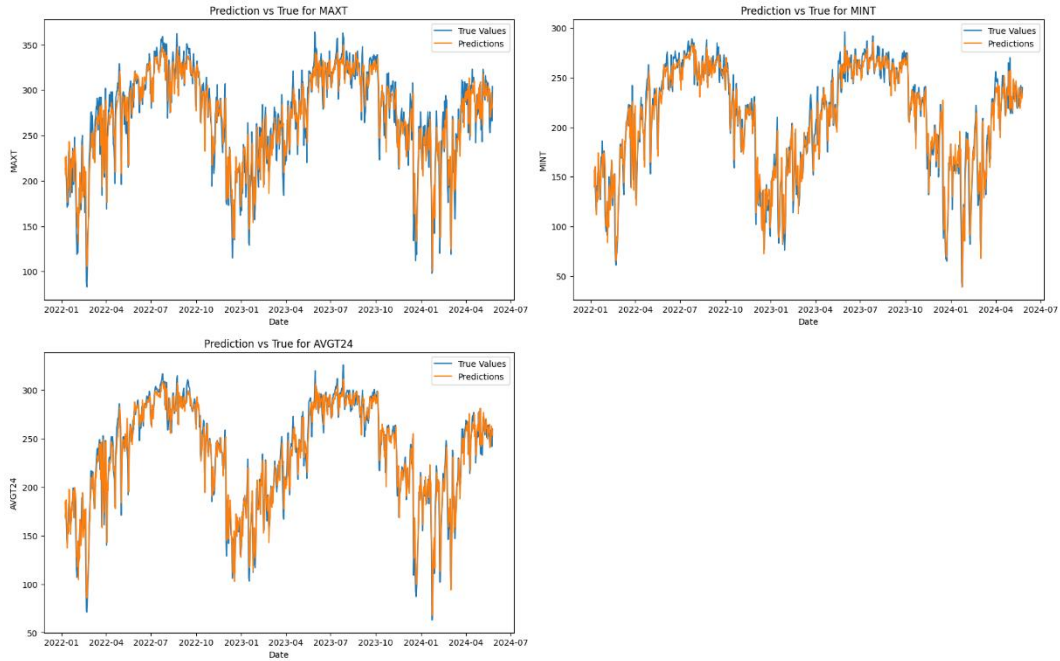 Prediction vs True for MAXT
True Values
Predictions
350
300
250
200
150
100
MAXT
2022-01 2022-04 2022-07 2022-10 2023-01 2023-04 2023-07 2023-10 2024-01 2024-04 2024-07
Date
Prediction vs True for MINT
True Values
Predictions
300
250
200
150
100
50
MINT
2022-01 2022-04 2022-07 2022-10 2023-01 2023-04 2023-07 2023-10 2024-01 2024-04 2024-07
Date
Prediction vs True for AVGT24
True Values
Predictions
300
250
200
150
100
50
AVGT24
2022-01 2022-04 2022-07 2022-10 2023-01 2023-04 2023-07 2023-10 2024-01 2024-04 2024-07
Date